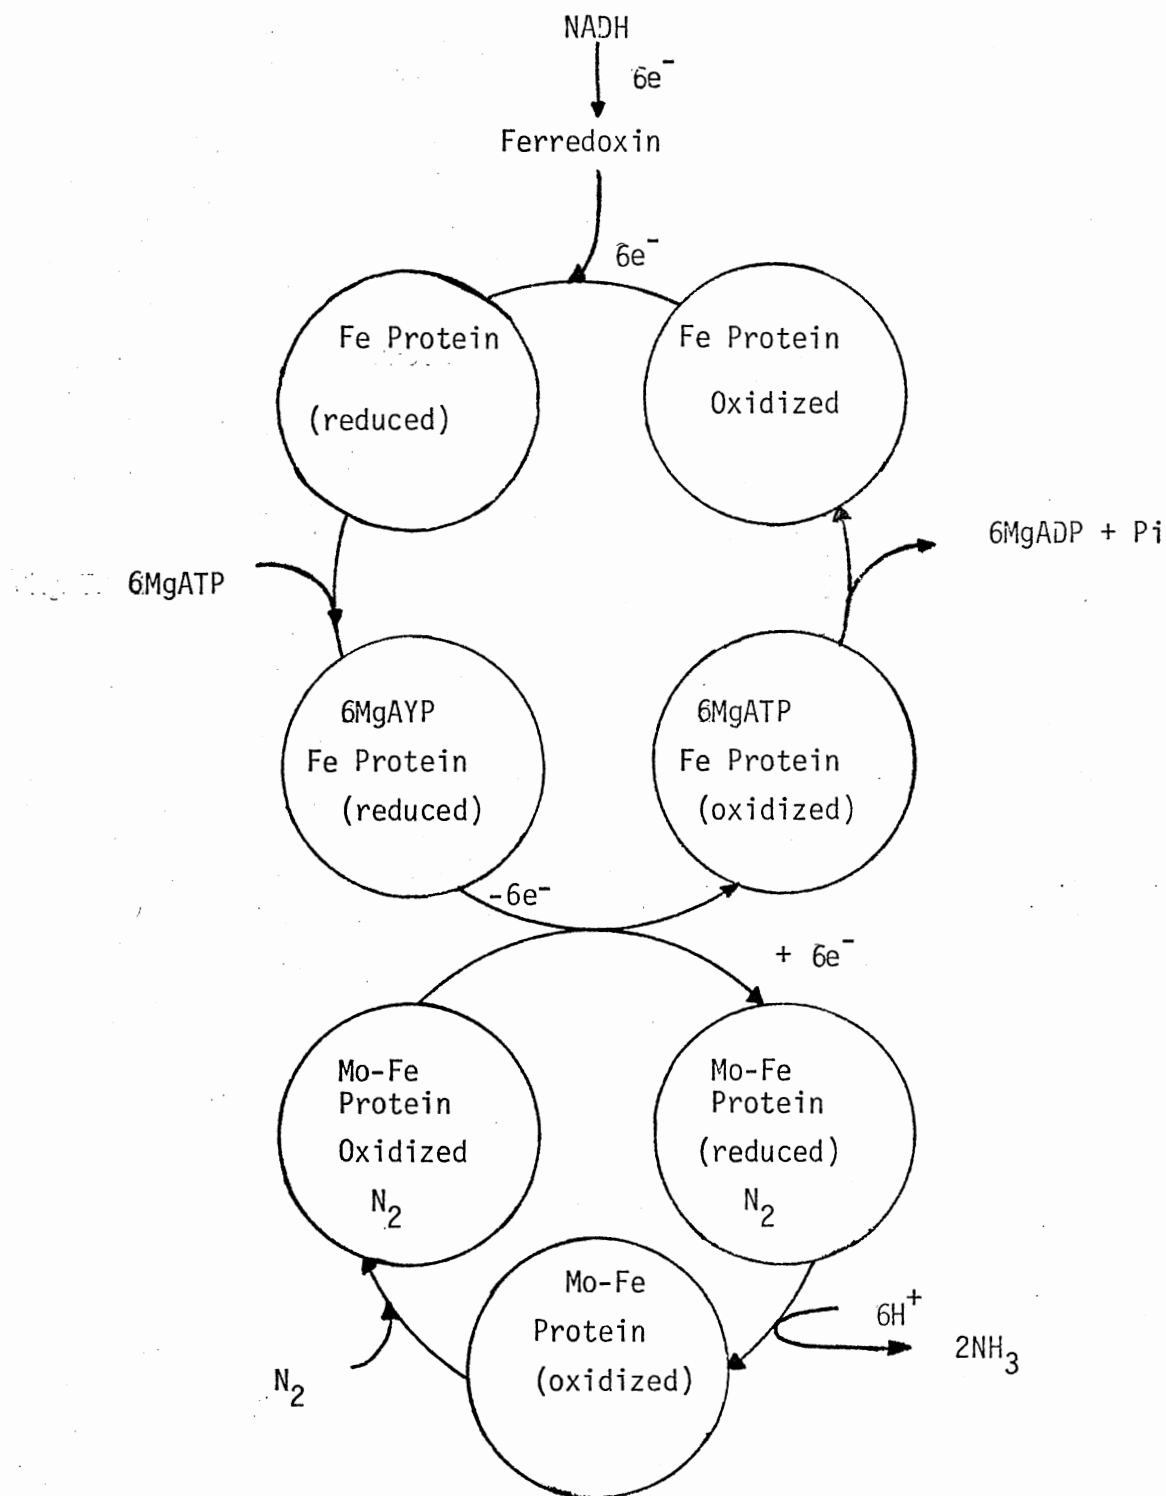 NADH
6e⁻
Ferredoxin
6e⁻
Fe Protein
(reduced)
Fe Protein
Oxidized
6MgATP
6MgADP + Pi
6MgAYP
Fe Protein
(reduced)
6MgATP
Fe Protein
(oxidized)
-6e⁻
+ 6e⁻
Mo-Fe
Protein
Oxidized
N₂
Mo-Fe
Protein
(reduced)
N₂
Mo-Fe
Protein
(oxidized)
6H⁺
2NH₃
N₂